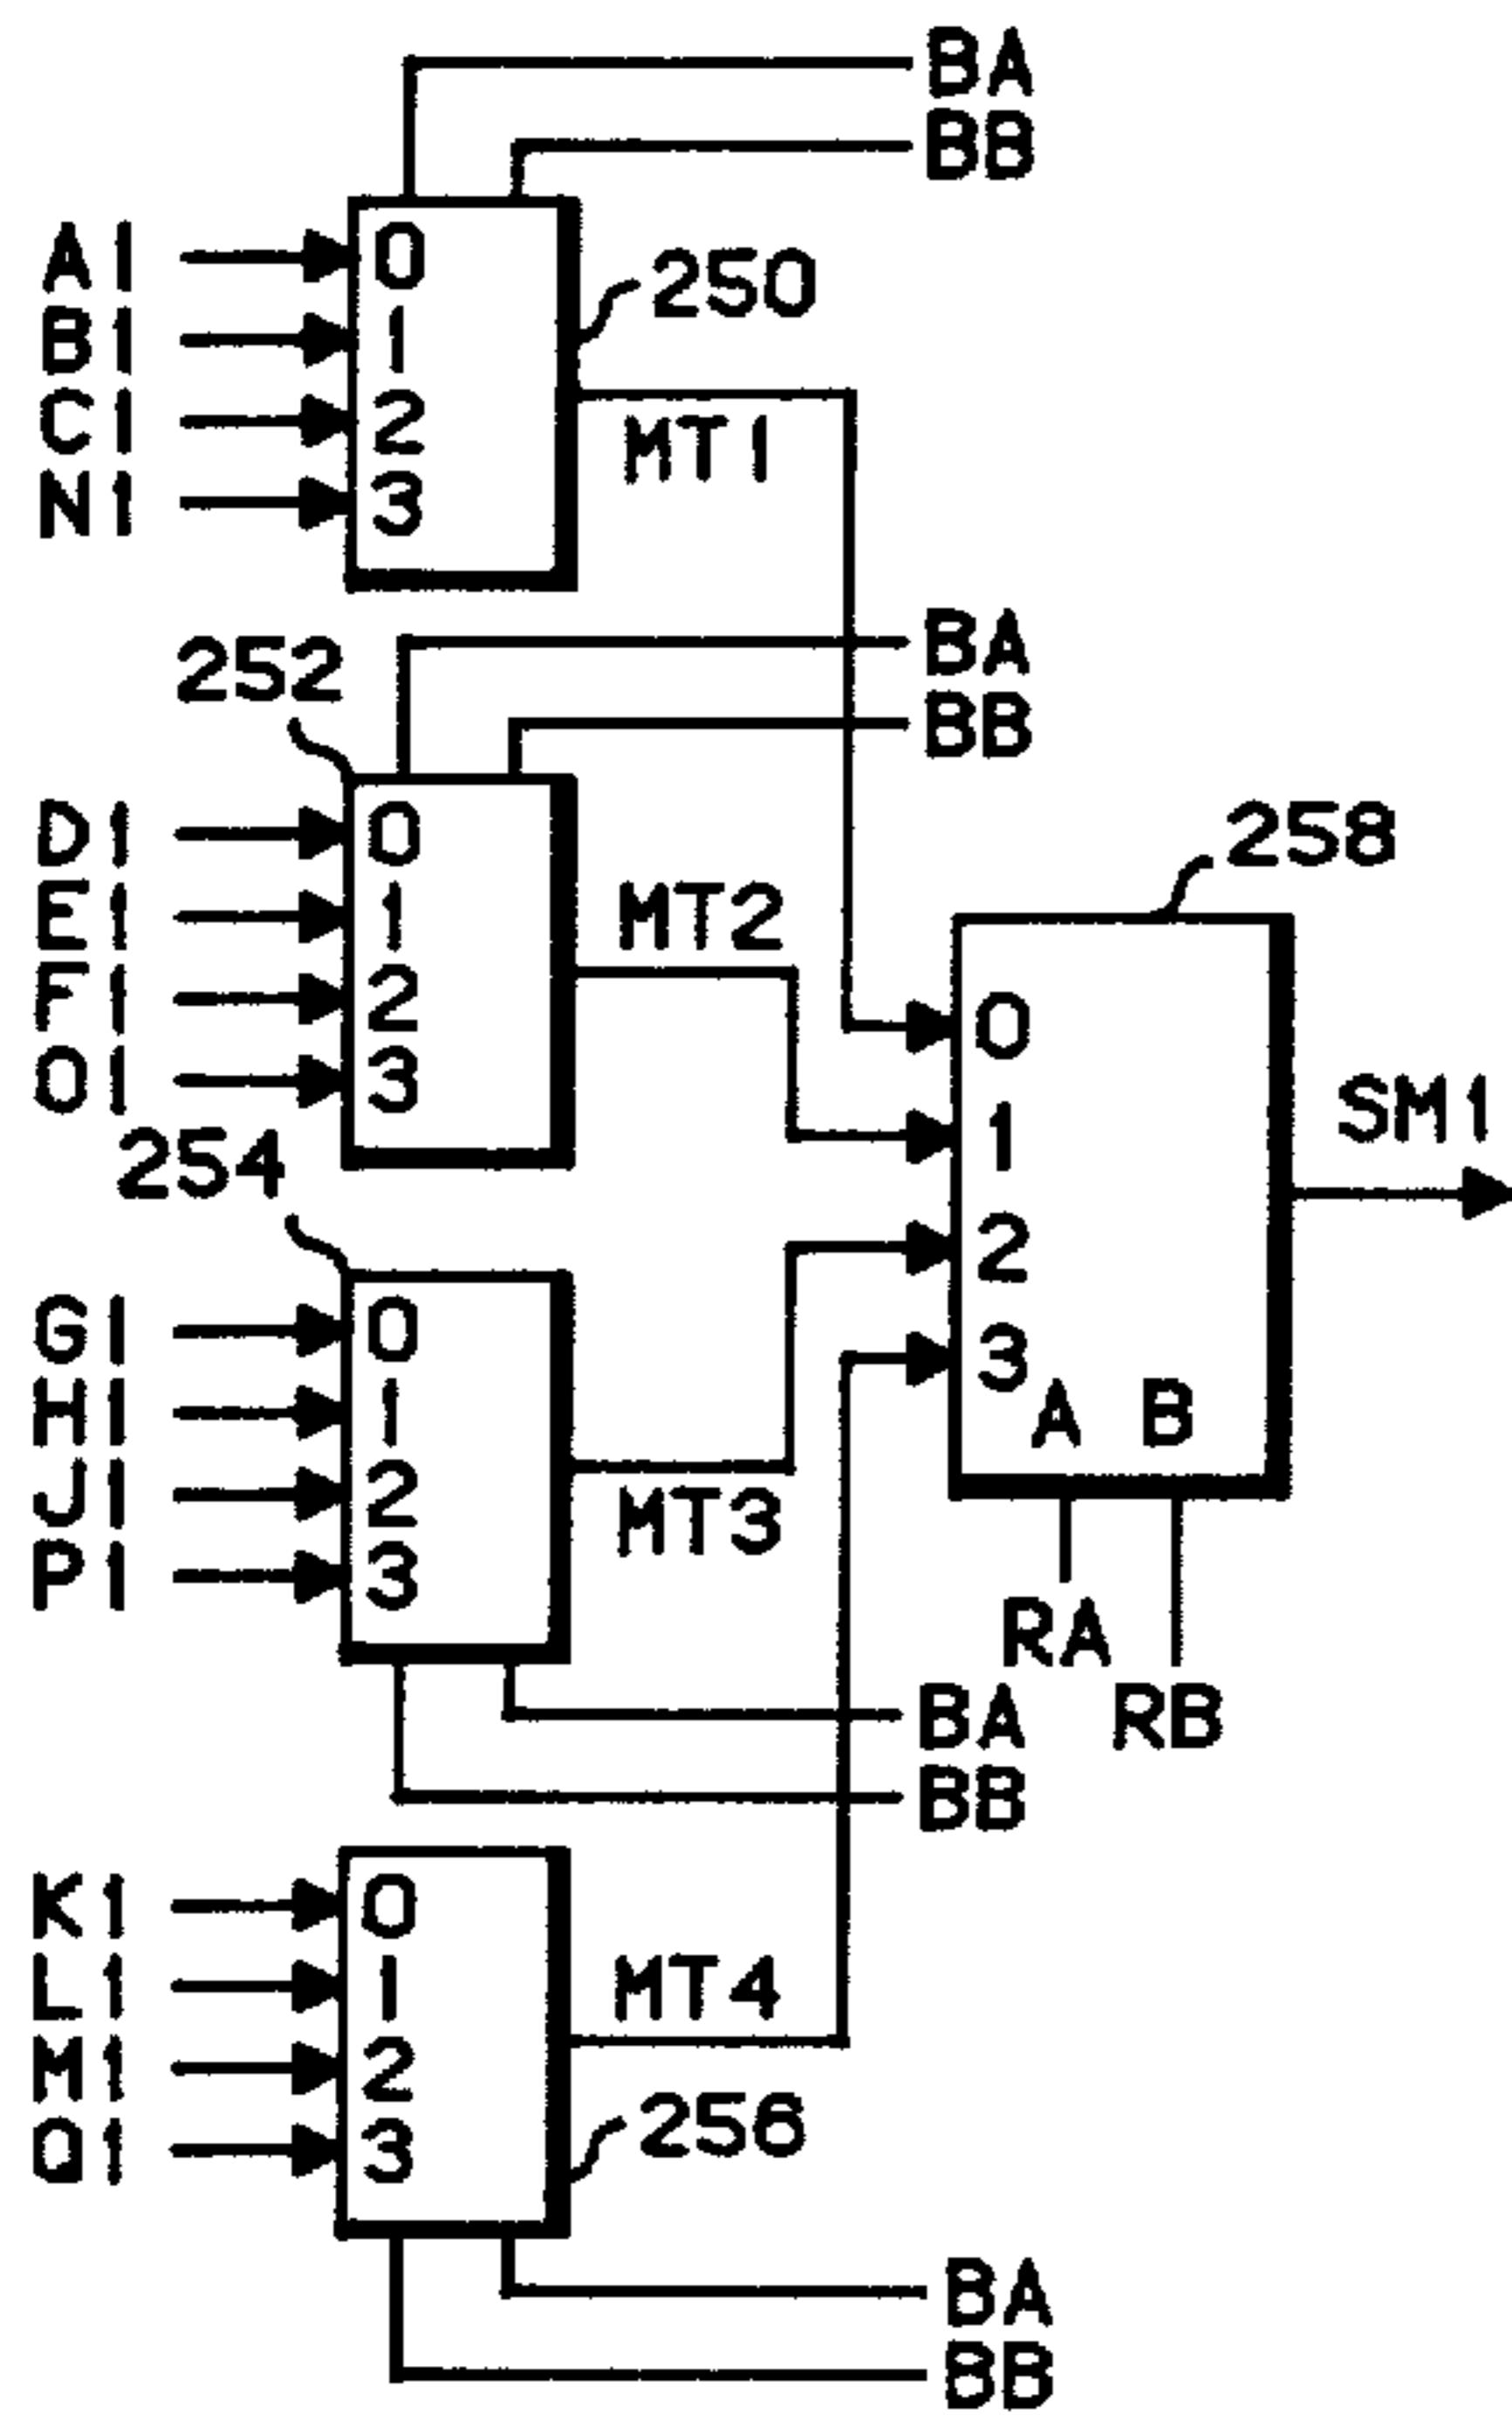 BA
BB
A1 0
B1 1
C1 2
N1 3
250
MT1
252
BA
BB
D1 0
E1 1
F1 2
O1 3
MT2
258
0
1
2
3
A B
SM1
254
G1 0
H1 1
J1 2
P1 3
MT3
RA
RB
BA
BB
K1 0
L1 1
M1 2
Q1 3
MT4
256
BA
BB